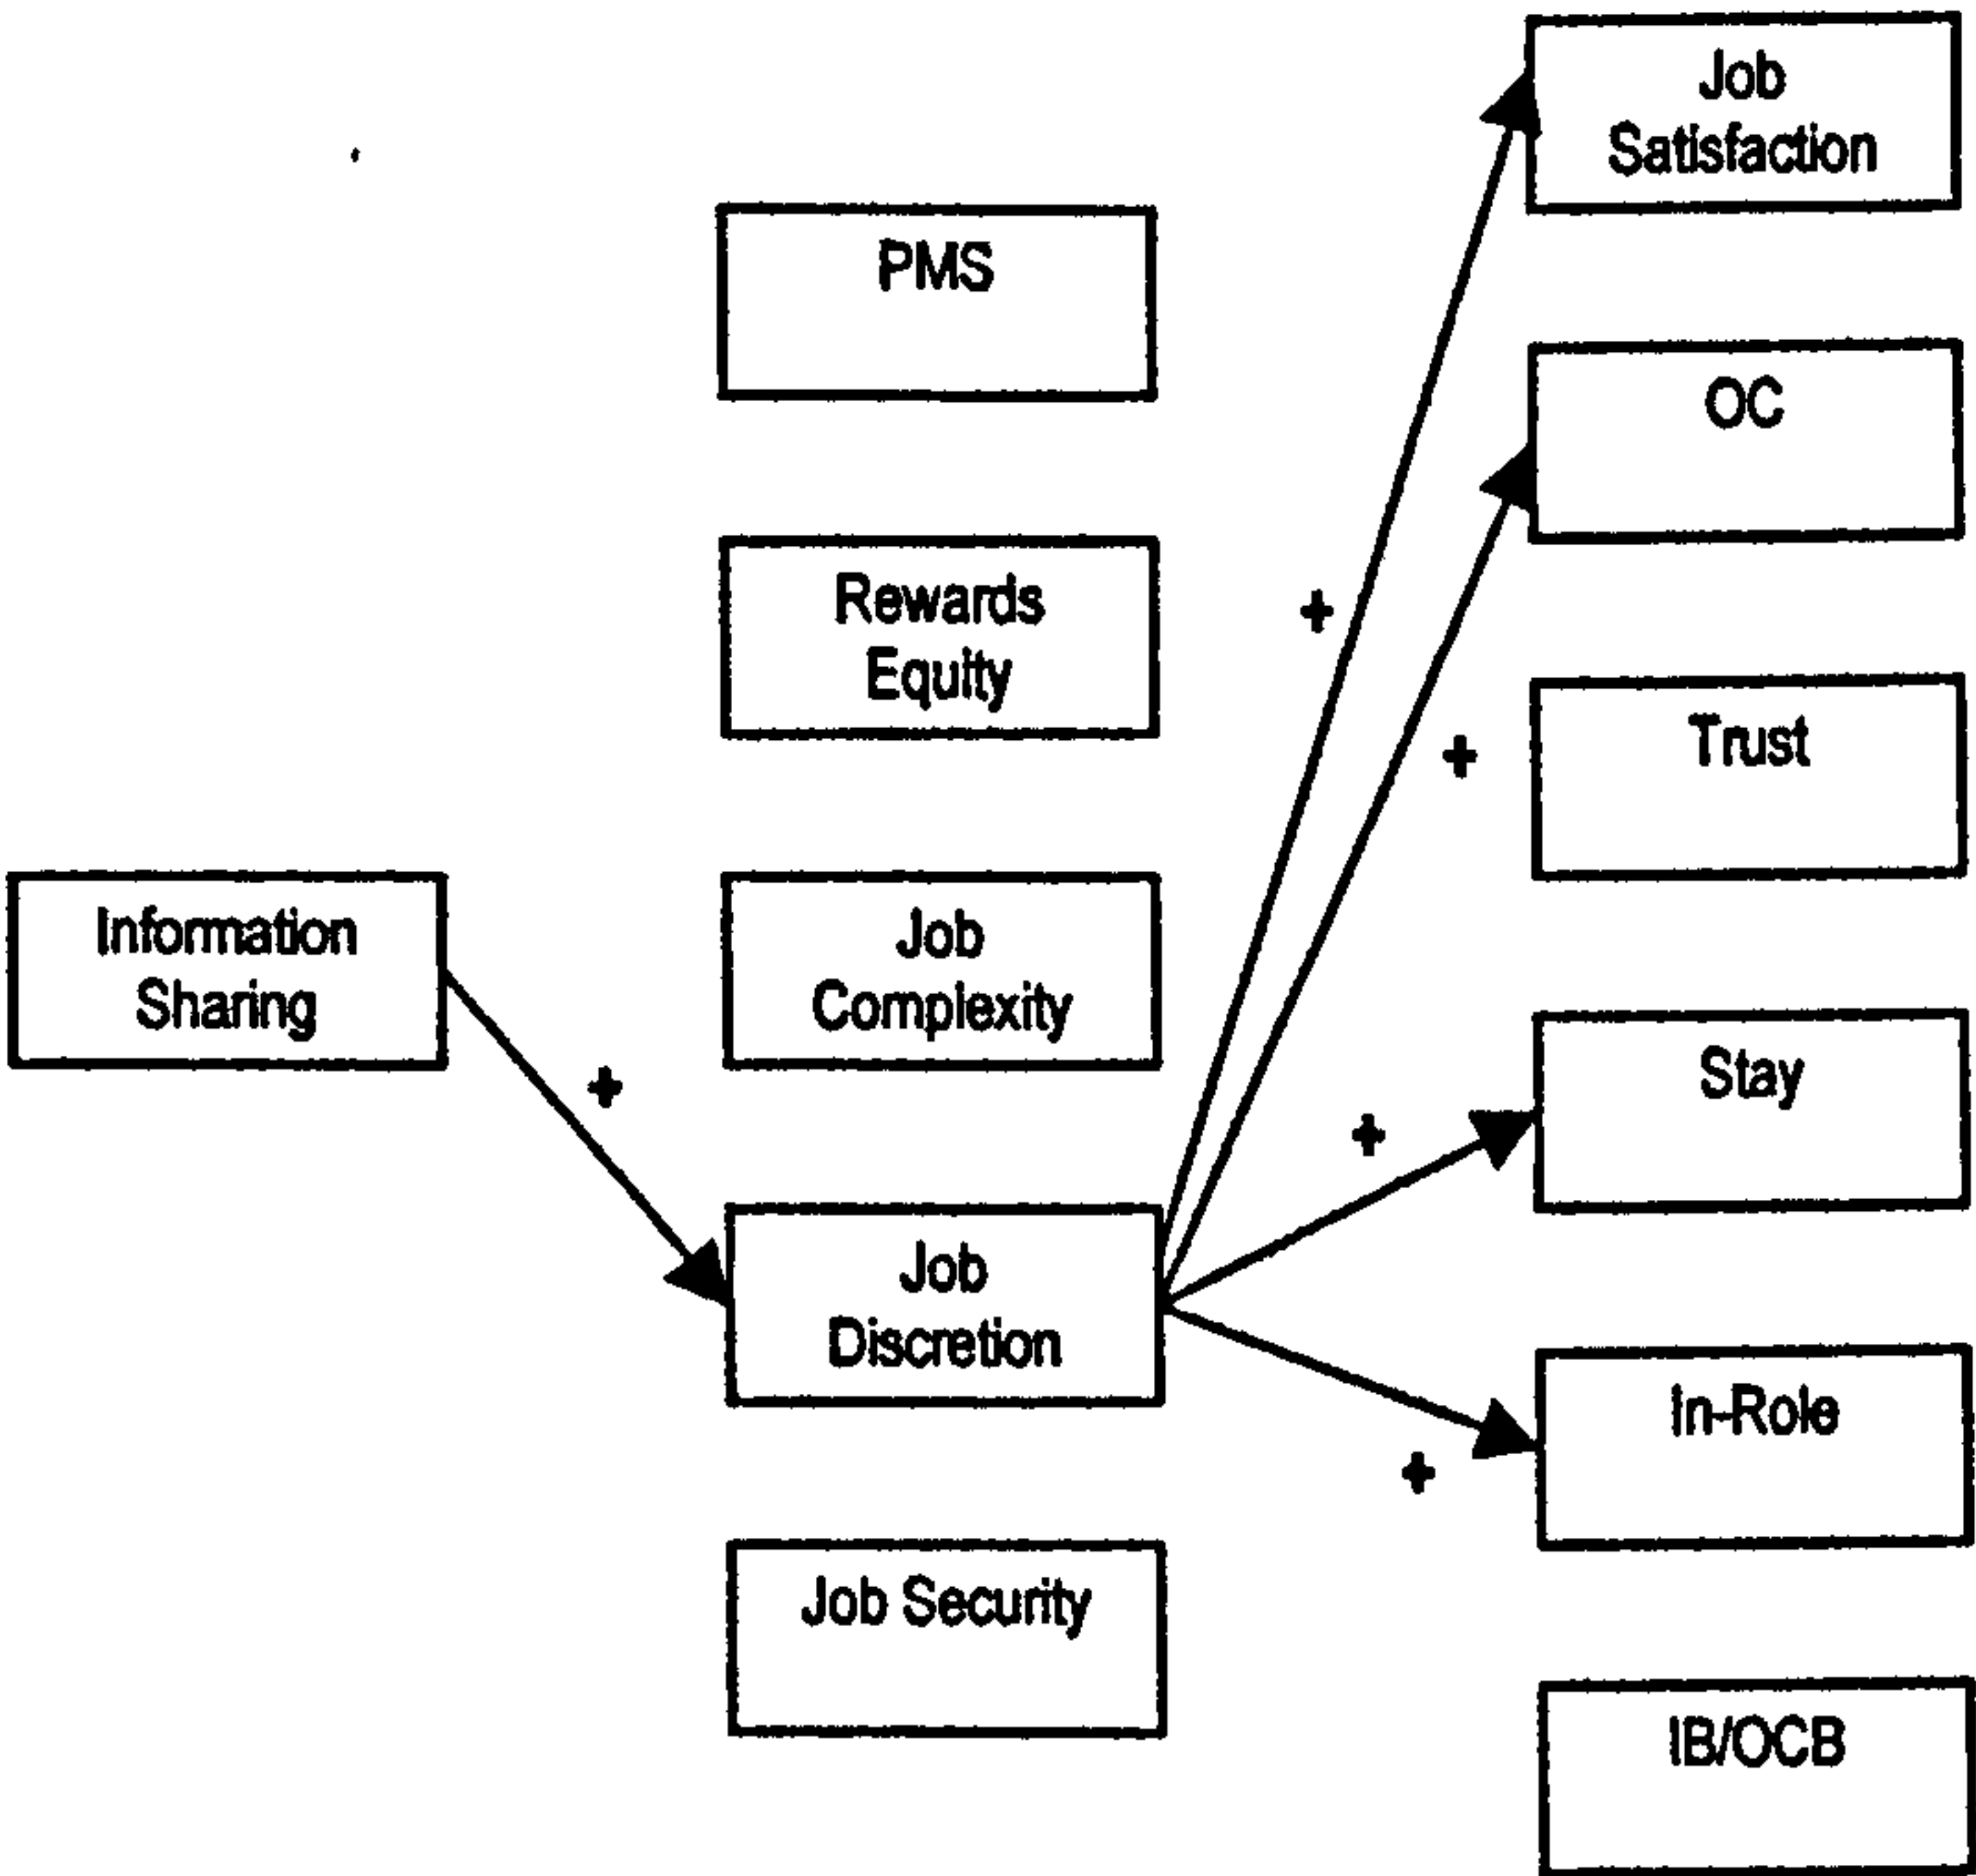 Job
Satisfaction
PMS
OC
Rewards
Equity
+
Trust
+
Information
Sharing
Job
Complexity
+
Stay
+
Job
Discretion
In-Role
+
Job Security
IB/OCB